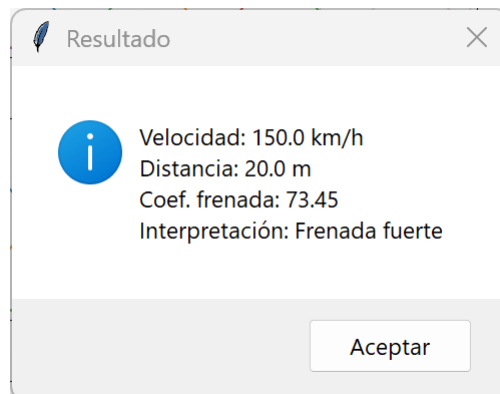 Resultado
Velocidad: 150.0 km/h
Distancia: 20.0 m
Coef. frenada: 73.45
Interpretación: Frenada fuerte
Aceptar